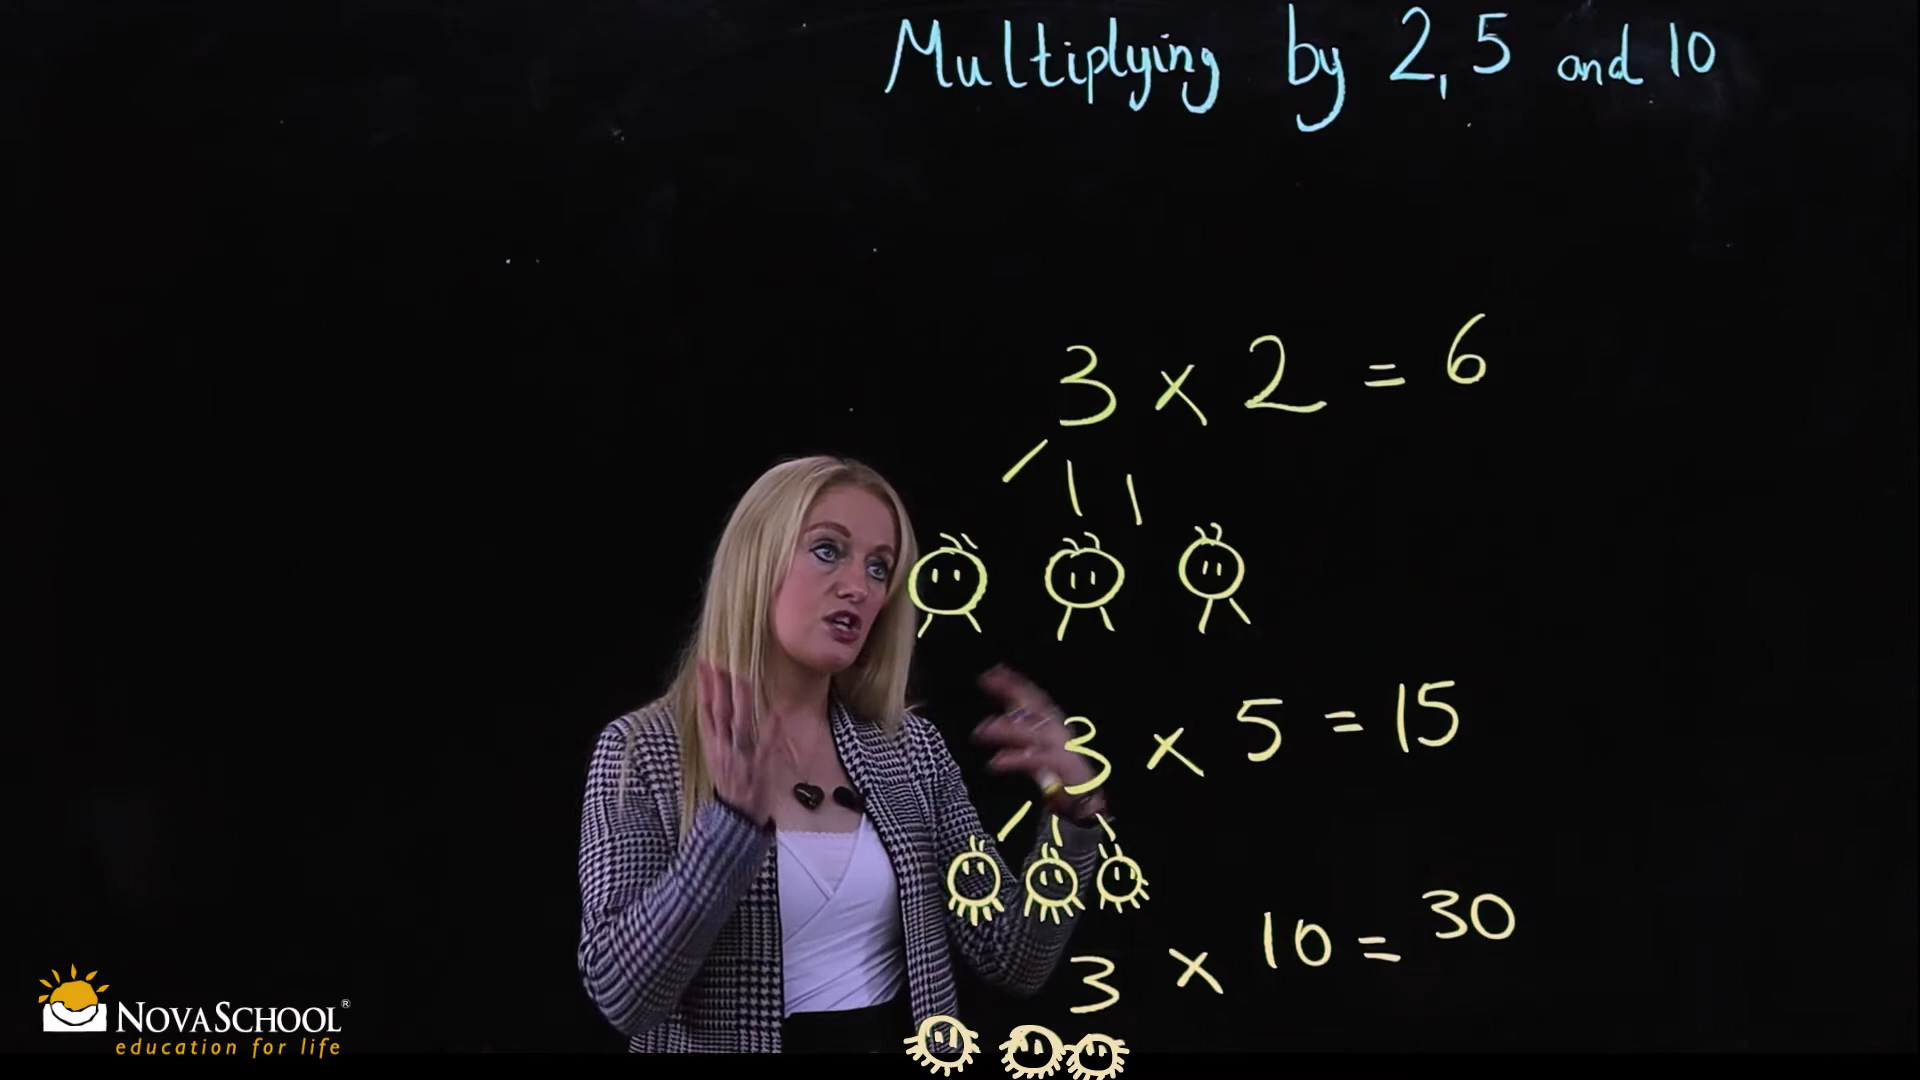 Multiplying by 2, 5 and 10
3 x 2 = 6
3 x 5 = 15
3 x 10 = 30
NOVASCHOOL®
education for life